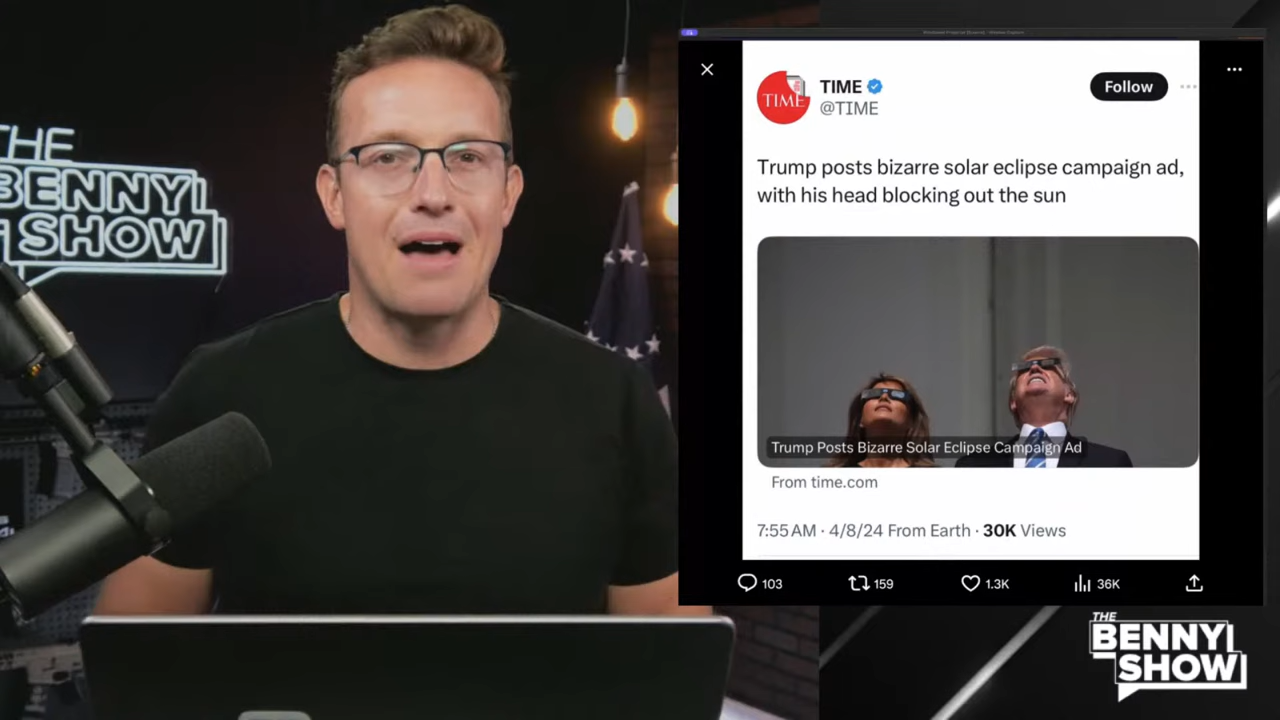 THE
BENNY
SHOW
TIME
TIME
@TIME
Follow
Trump posts bizarre solar eclipse campaign ad,
with his head blocking out the sun
Trump Posts Bizarre Solar Eclipse Campaign Ad
From time.com
7:55 AM · 4/8/24 From Earth · 30K Views
103
159
1.3K
36K
THE
BENNY
SHOW